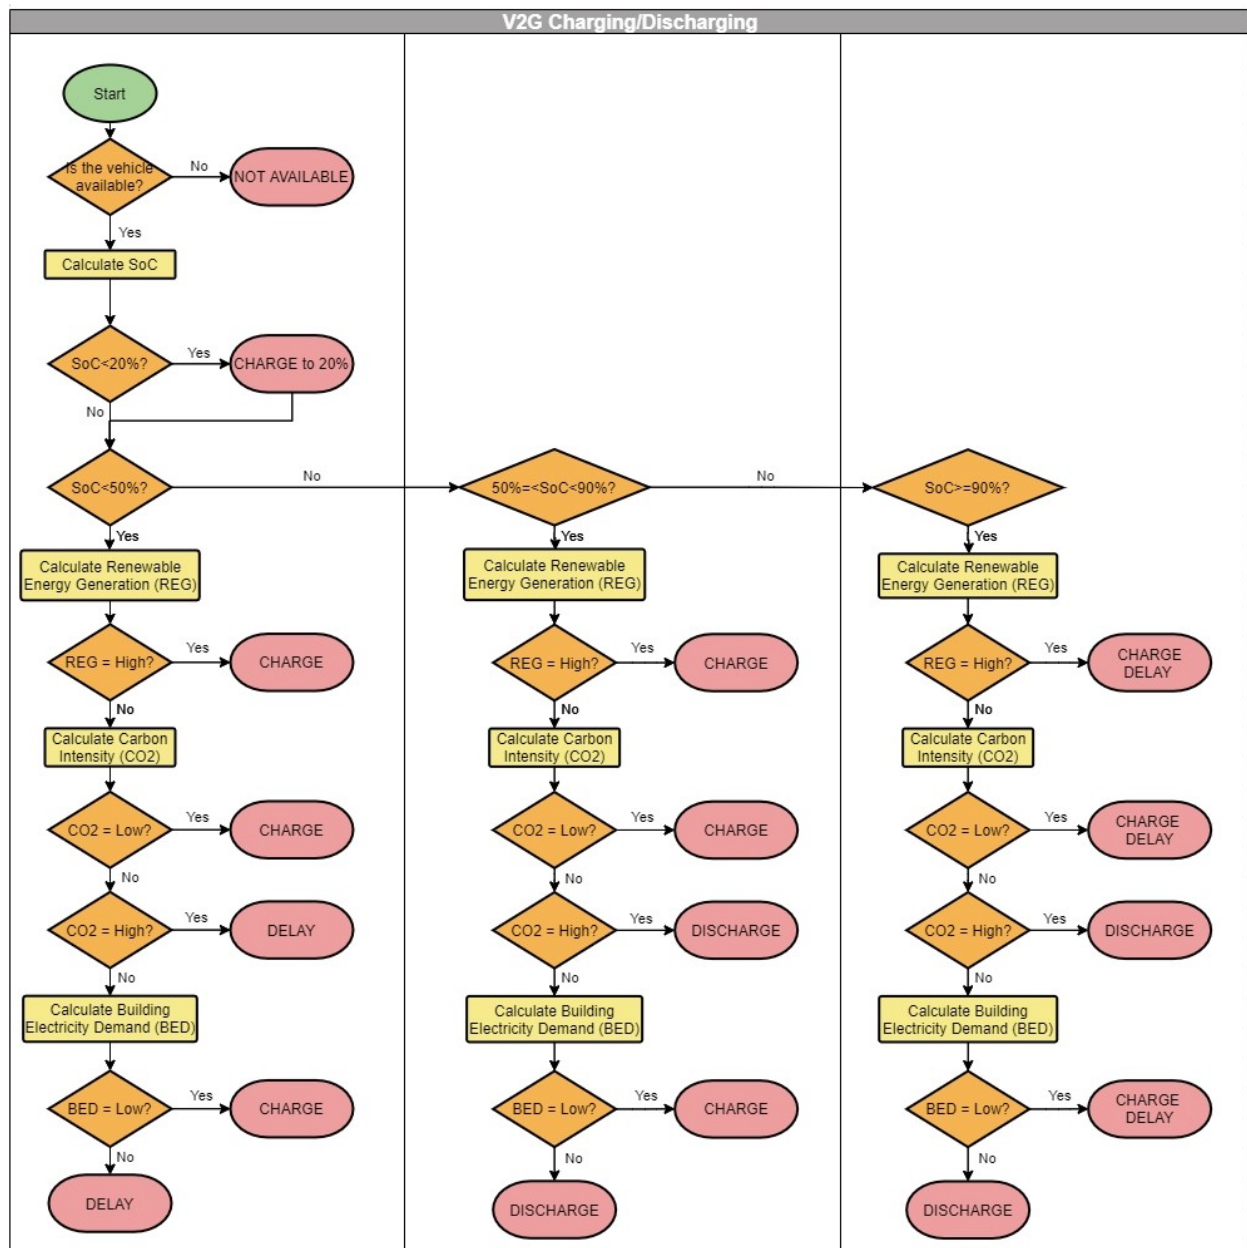 V2G Charging/Discharging
Start
Is the vehicle
available?
No
NOT AVAILABLE
Yes
Calculate SoC
SoC<20%?
Yes
CHARGE to 20%
No
SoC<50%?
No
Yes
Calculate Renewable
Energy Generation (REG)
REG = High?
Yes
CHARGE
No
Calculate Carbon
Intensity (CO2)
CO2 = Low?
Yes
CHARGE
No
CO2 = High?
Yes
DELAY
No
Calculate Building
Electricity Demand (BED)
BED = Low?
Yes
CHARGE
No
DELAY
50%=<SoC<90%?
No
Yes
Calculate Renewable
Energy Generation (REG)
REG = High?
Yes
CHARGE
No
Calculate Carbon
Intensity (CO2)
CO2 = Low?
Yes
CHARGE
No
CO2 = High?
Yes
DISCHARGE
No
Calculate Building
Electricity Demand (BED)
BED = Low?
Yes
CHARGE
No
DISCHARGE
SoC>=90%?
Yes
Calculate Renewable
Energy Generation (REG)
REG = High?
Yes
CHARGE
DELAY
No
Calculate Carbon
Intensity (CO2)
CO2 = Low?
Yes
CHARGE
DELAY
No
CO2 = High?
Yes
DISCHARGE
No
Calculate Building
Electricity Demand (BED)
BED = Low?
Yes
CHARGE
DELAY
No
DISCHARGE